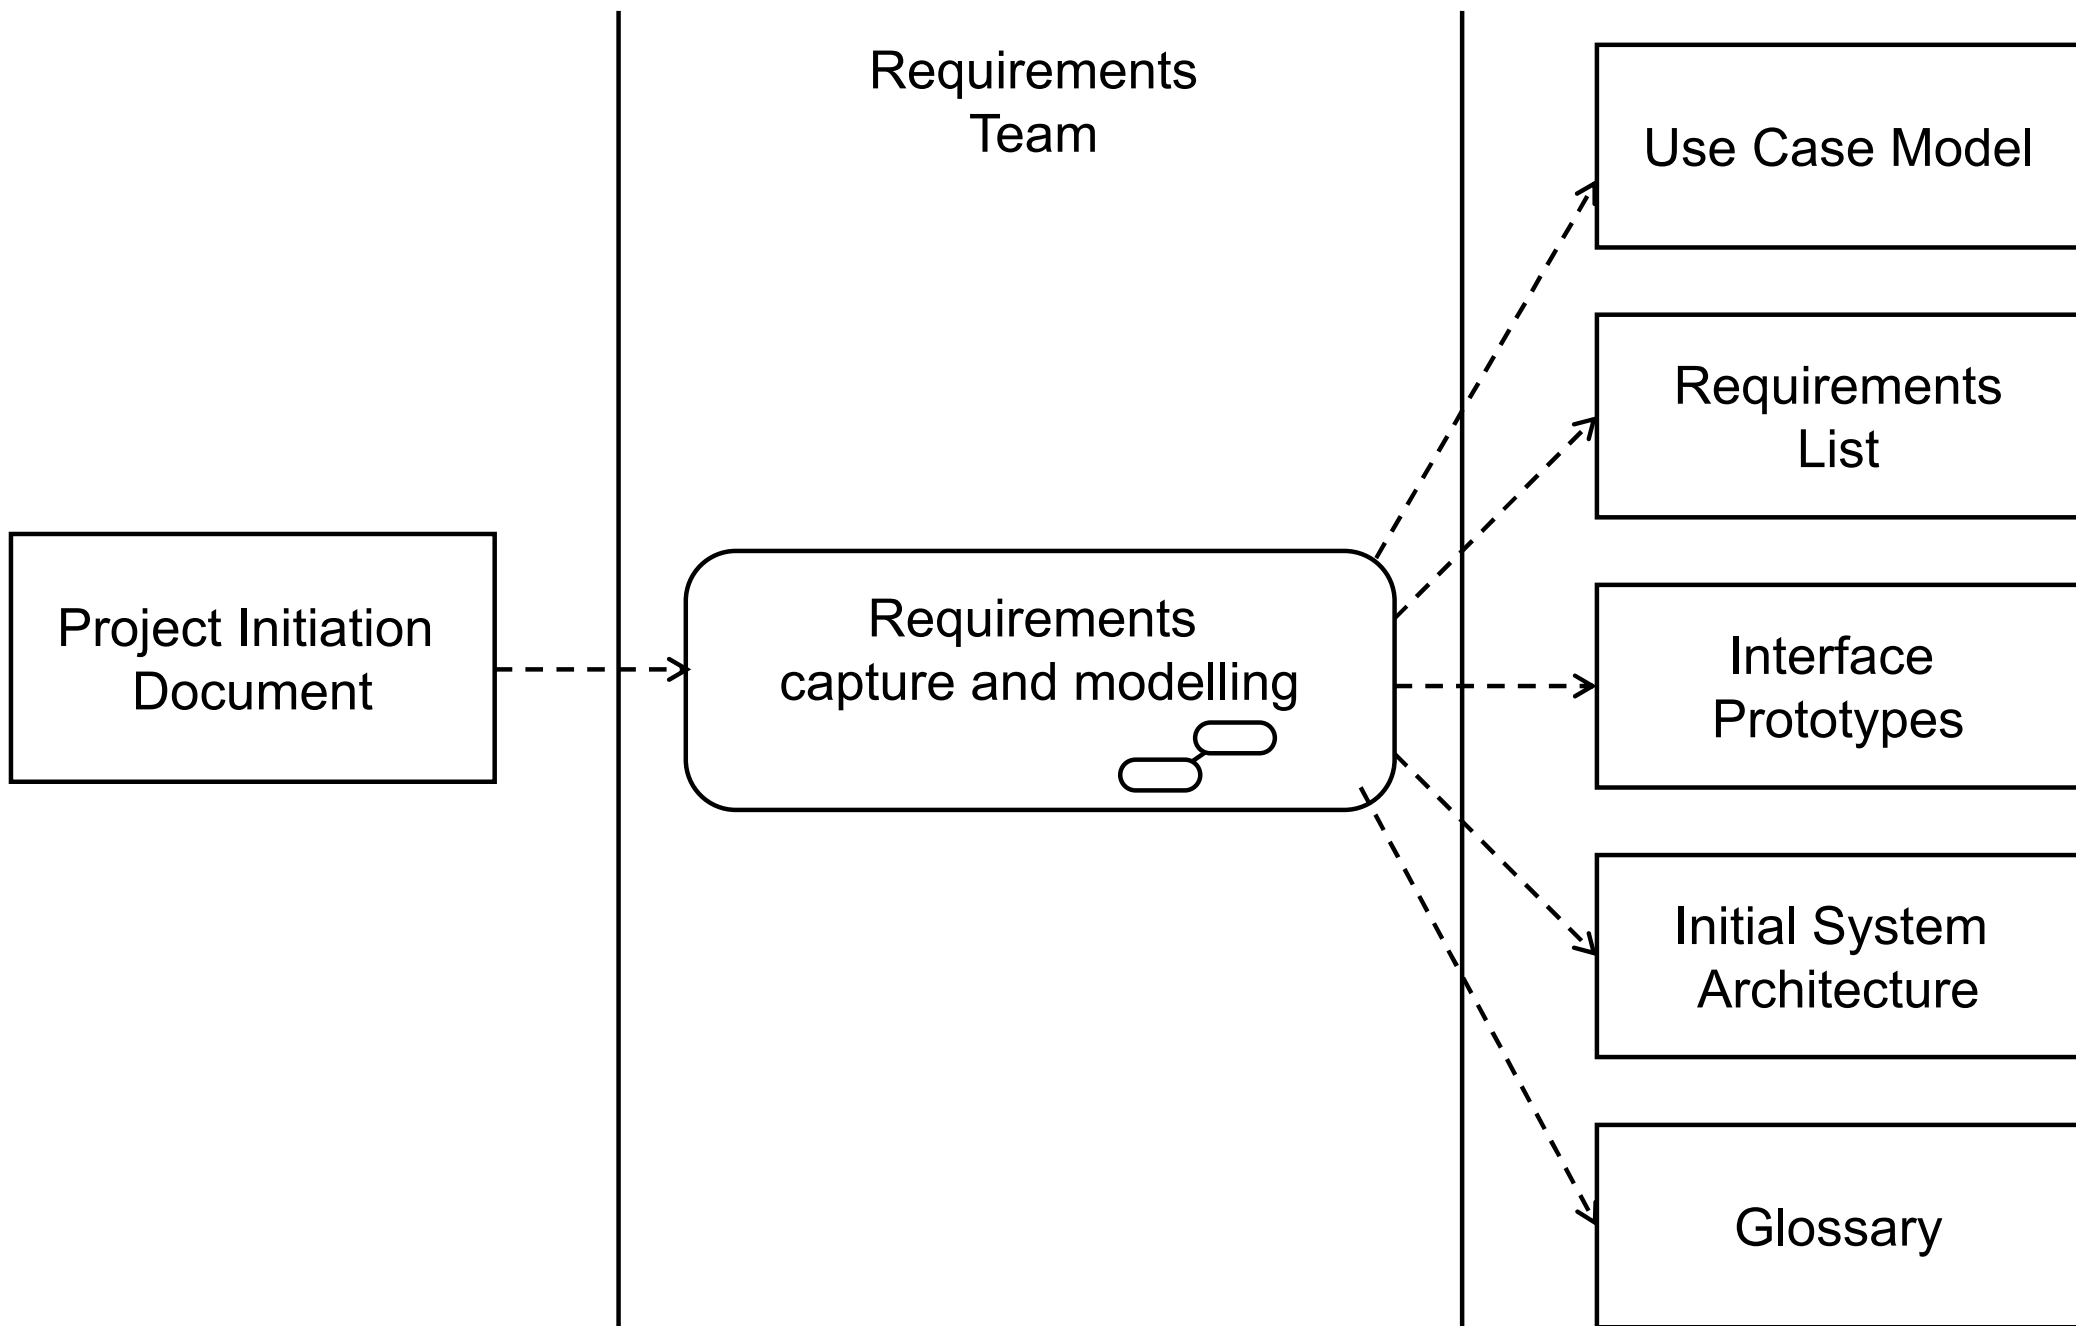 Requirements
Team
Use Case Model
Requirements
List
Project Initiation
Document
Requirements
capture and modelling
Interface
Prototypes
Initial System
Architecture
Glossary